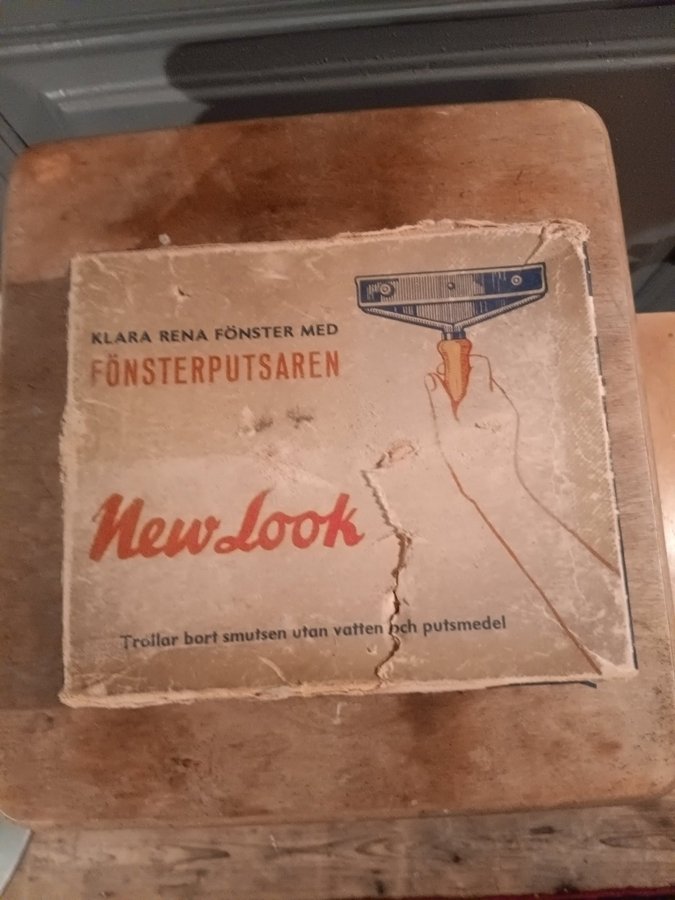 KLARA RENA FÖNSTER MED
FÖNSTERPUTSAREN
New Look
Trollar bort smutsen utan vatten och putsmedel